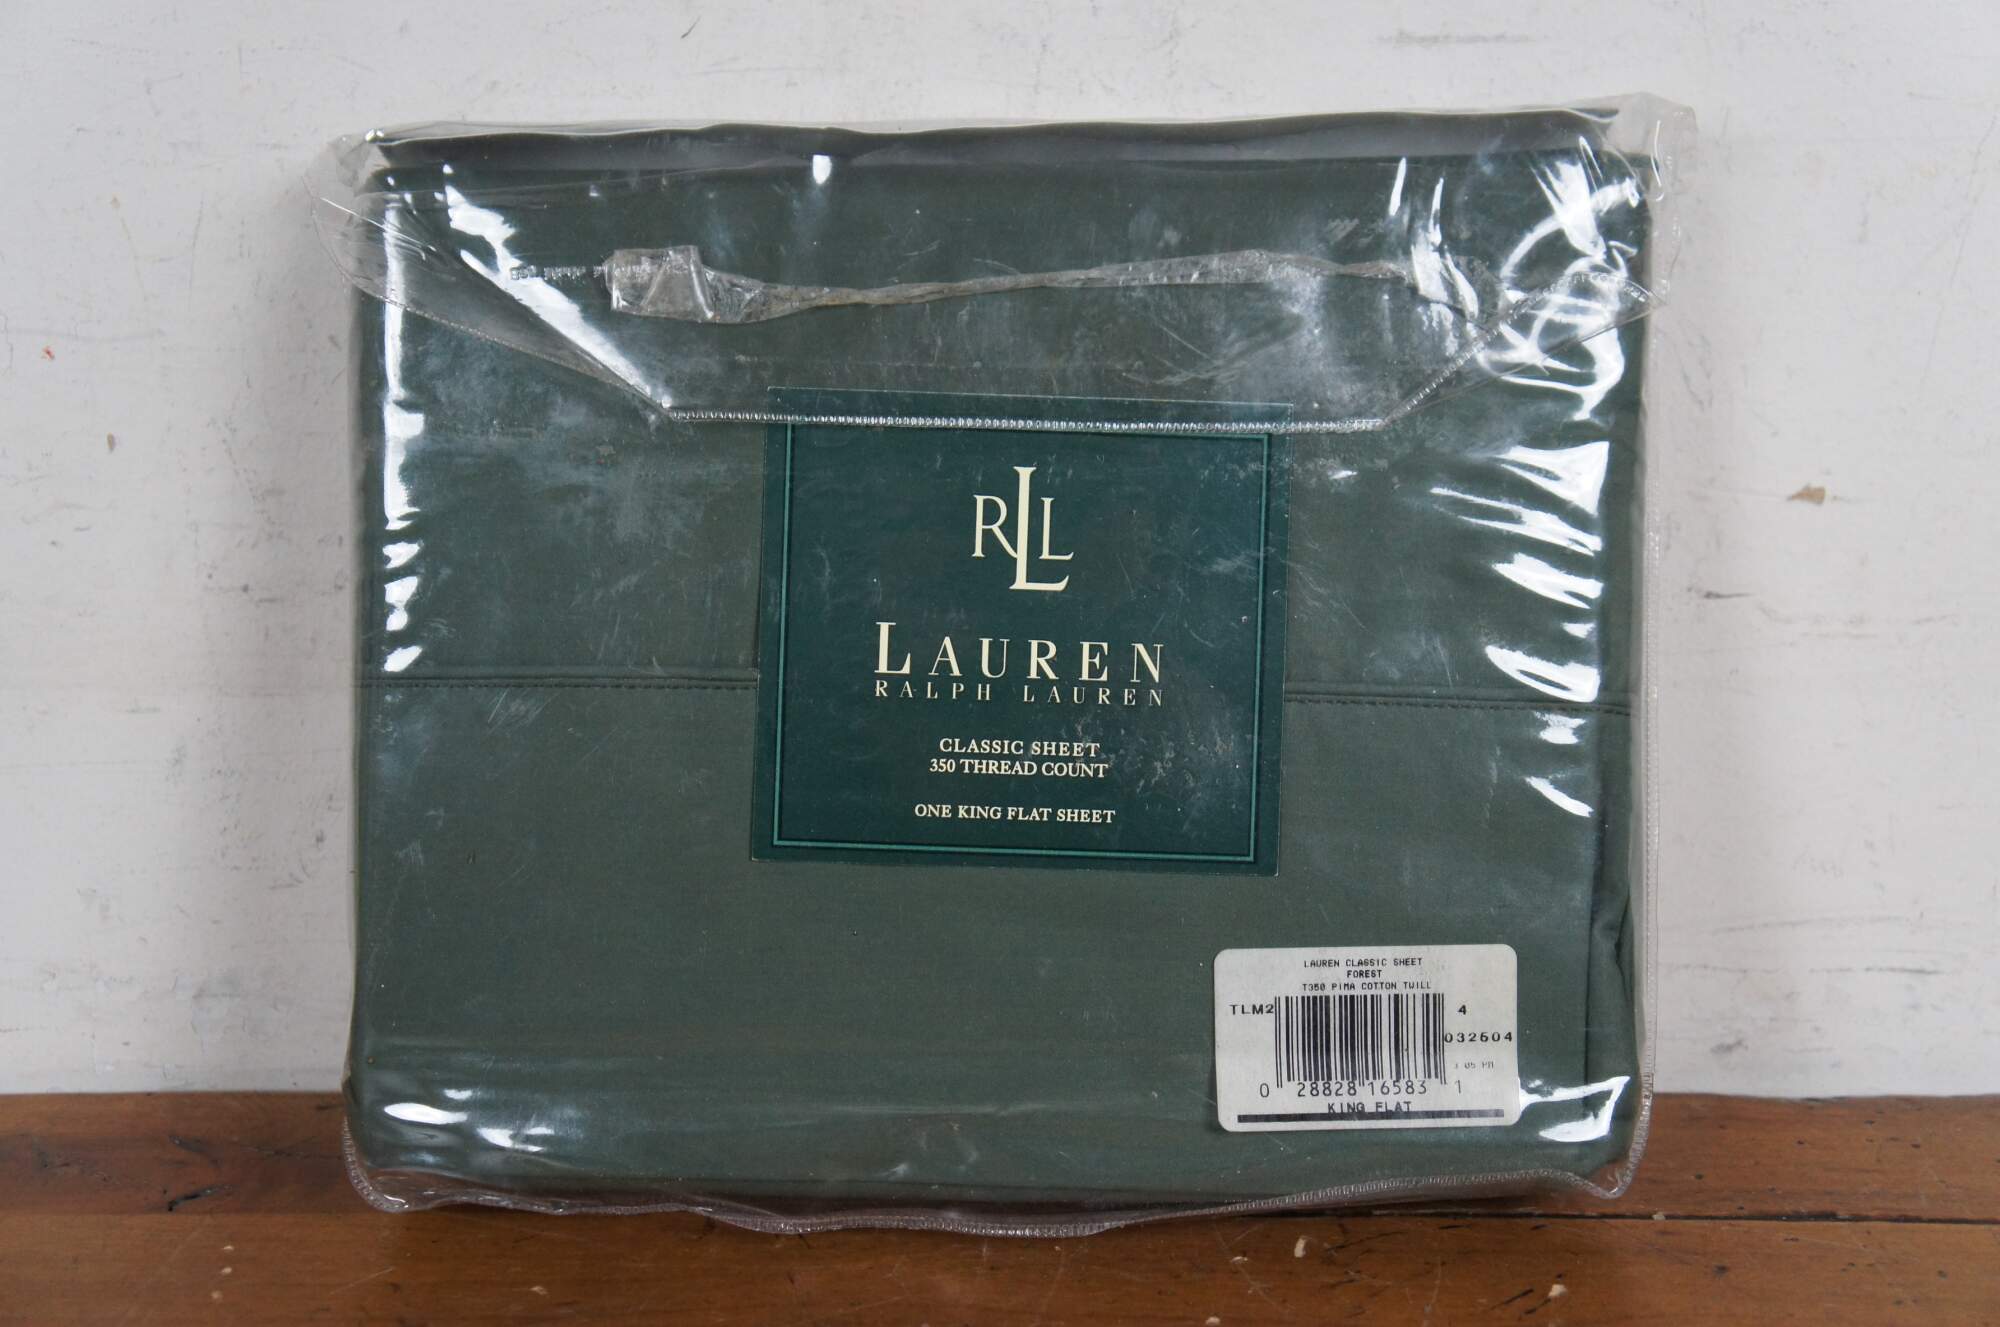 RLL
LAUREN
RALPH LAUREN
CLASSIC SHEET
350 THREAD COUNT
ONE KING FLAT SHEET
LAUREN CLASSIC SHEET
FOREST
T350 PIMA COTTON TWILL
TLM2 4
032504
0 28828 16583 1
KING FLAT